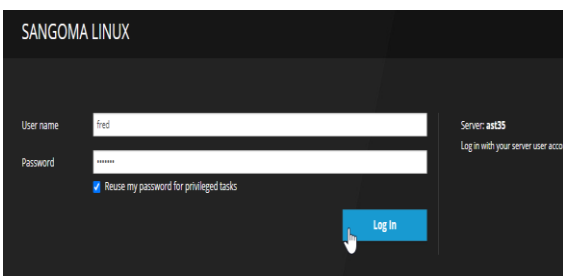 SANGOMA LINUX
User name
fred
Server: ast35
Log in with your server user acco
Password
•••••••
Reuse my password for privileged tasks
Log In